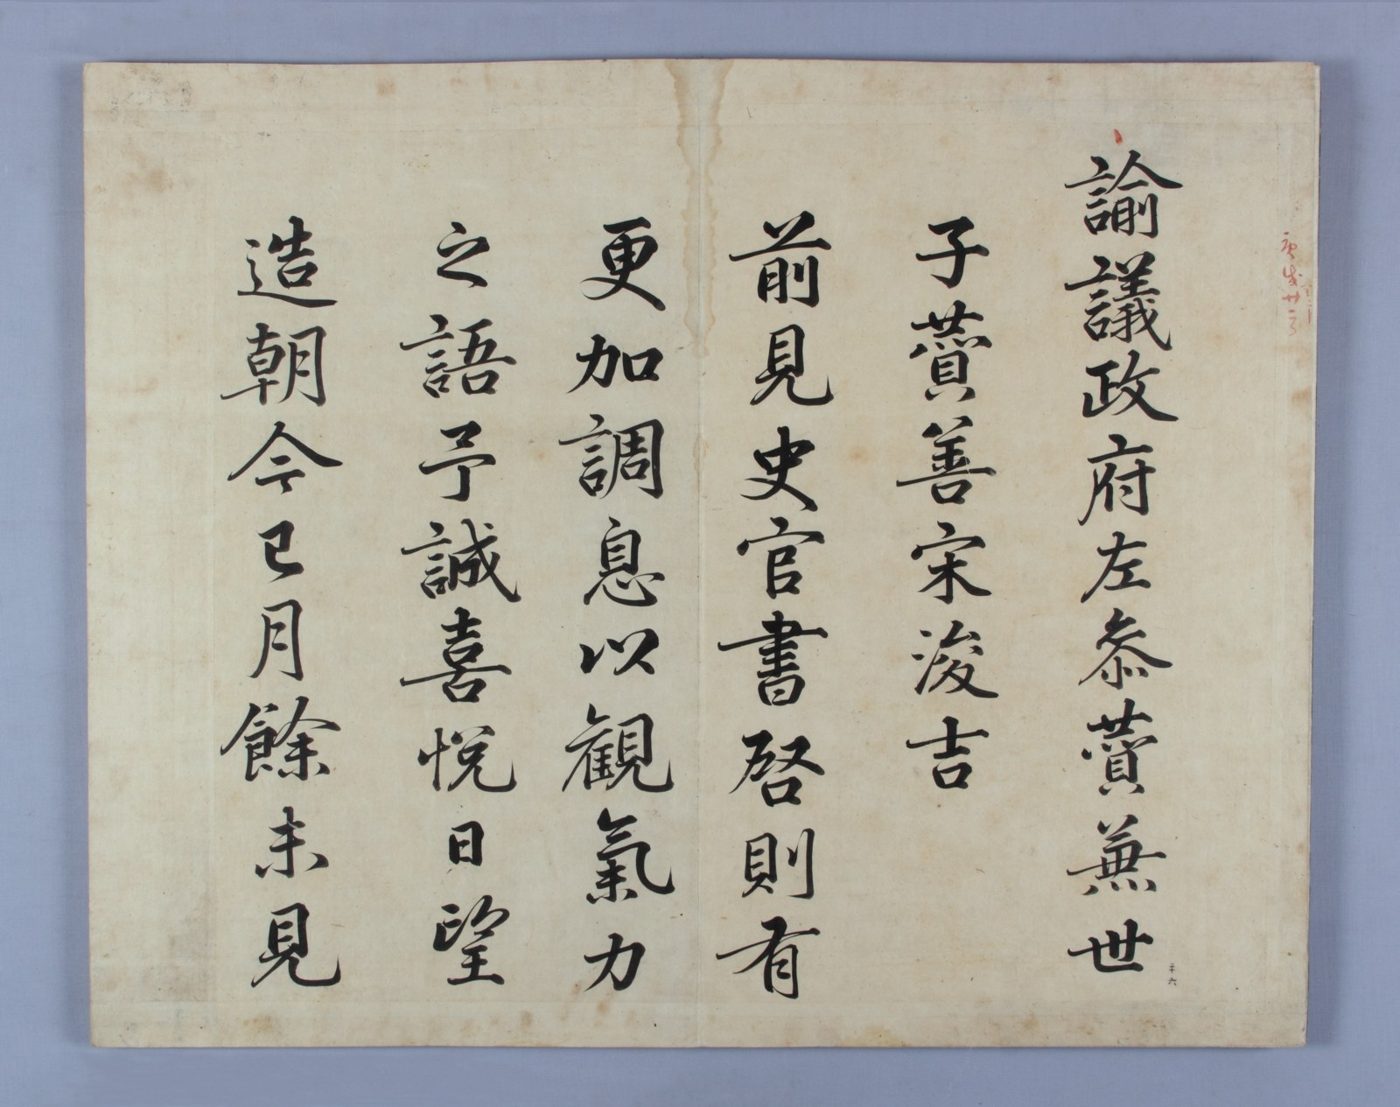 諭議政府左叅賛兼世
子賛善宋浚吉
前見史官書啓則有
更加調息以觀氣力
之語予誠喜悅日望
造朝今已月餘未見